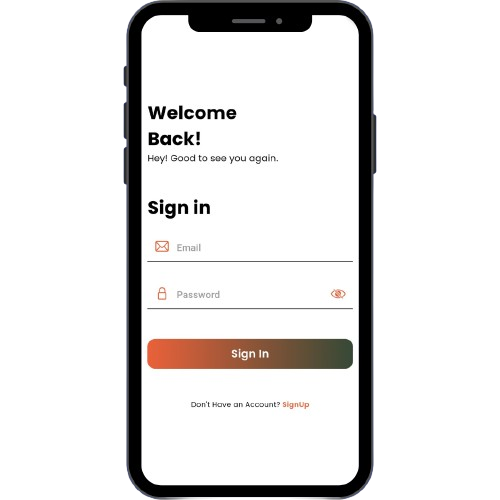 Welcome
Back!
Hey! Good to see you again.
Sign in
Email
Password
Sign In
Don't Have an Account? SignUp